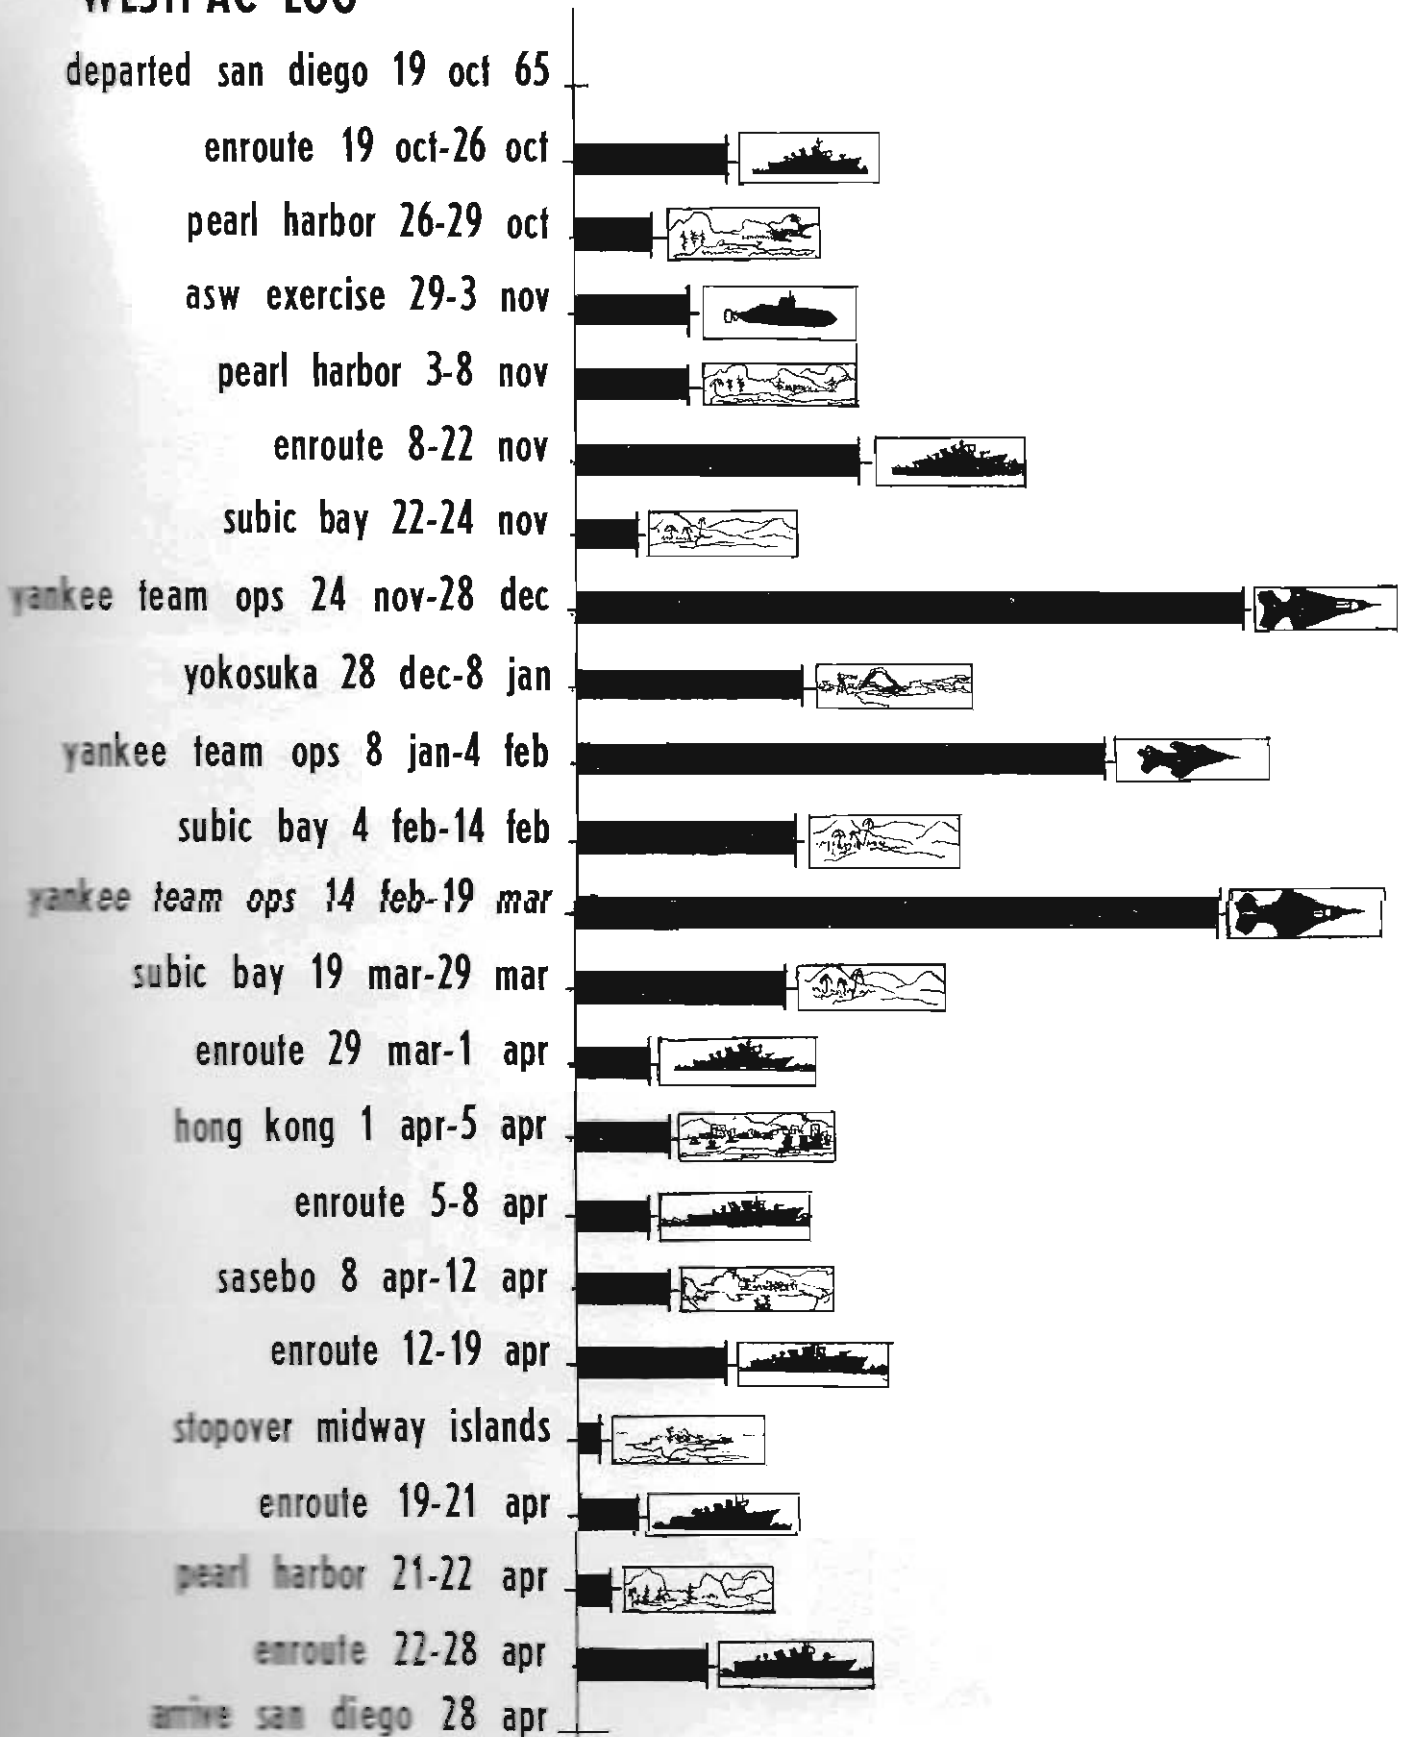 WESTPAC LOG
departed san diego 19 oct 65
enroute 19 oct-26 oct
pearl harbor 26-29 oct
asw exercise 29-3 nov
pearl harbor 3-8 nov
enroute 8-22 nov
subic bay 22-24 nov
yankee team ops 24 nov-28 dec
yokosuka 28 dec-8 jan
yankee team ops 8 jan-4 feb
subic bay 4 feb-14 feb
yankee team ops 14 feb-19 mar
subic bay 19 mar-29 mar
enroute 29 mar-1 apr
hong kong 1 apr-5 apr
enroute 5-8 apr
sasebo 8 apr-12 apr
enroute 12-19 apr
stopover midway islands
enroute 19-21 apr
pearl harbor 21-22 apr
enroute 22-28 apr
arrive san diego 28 apr